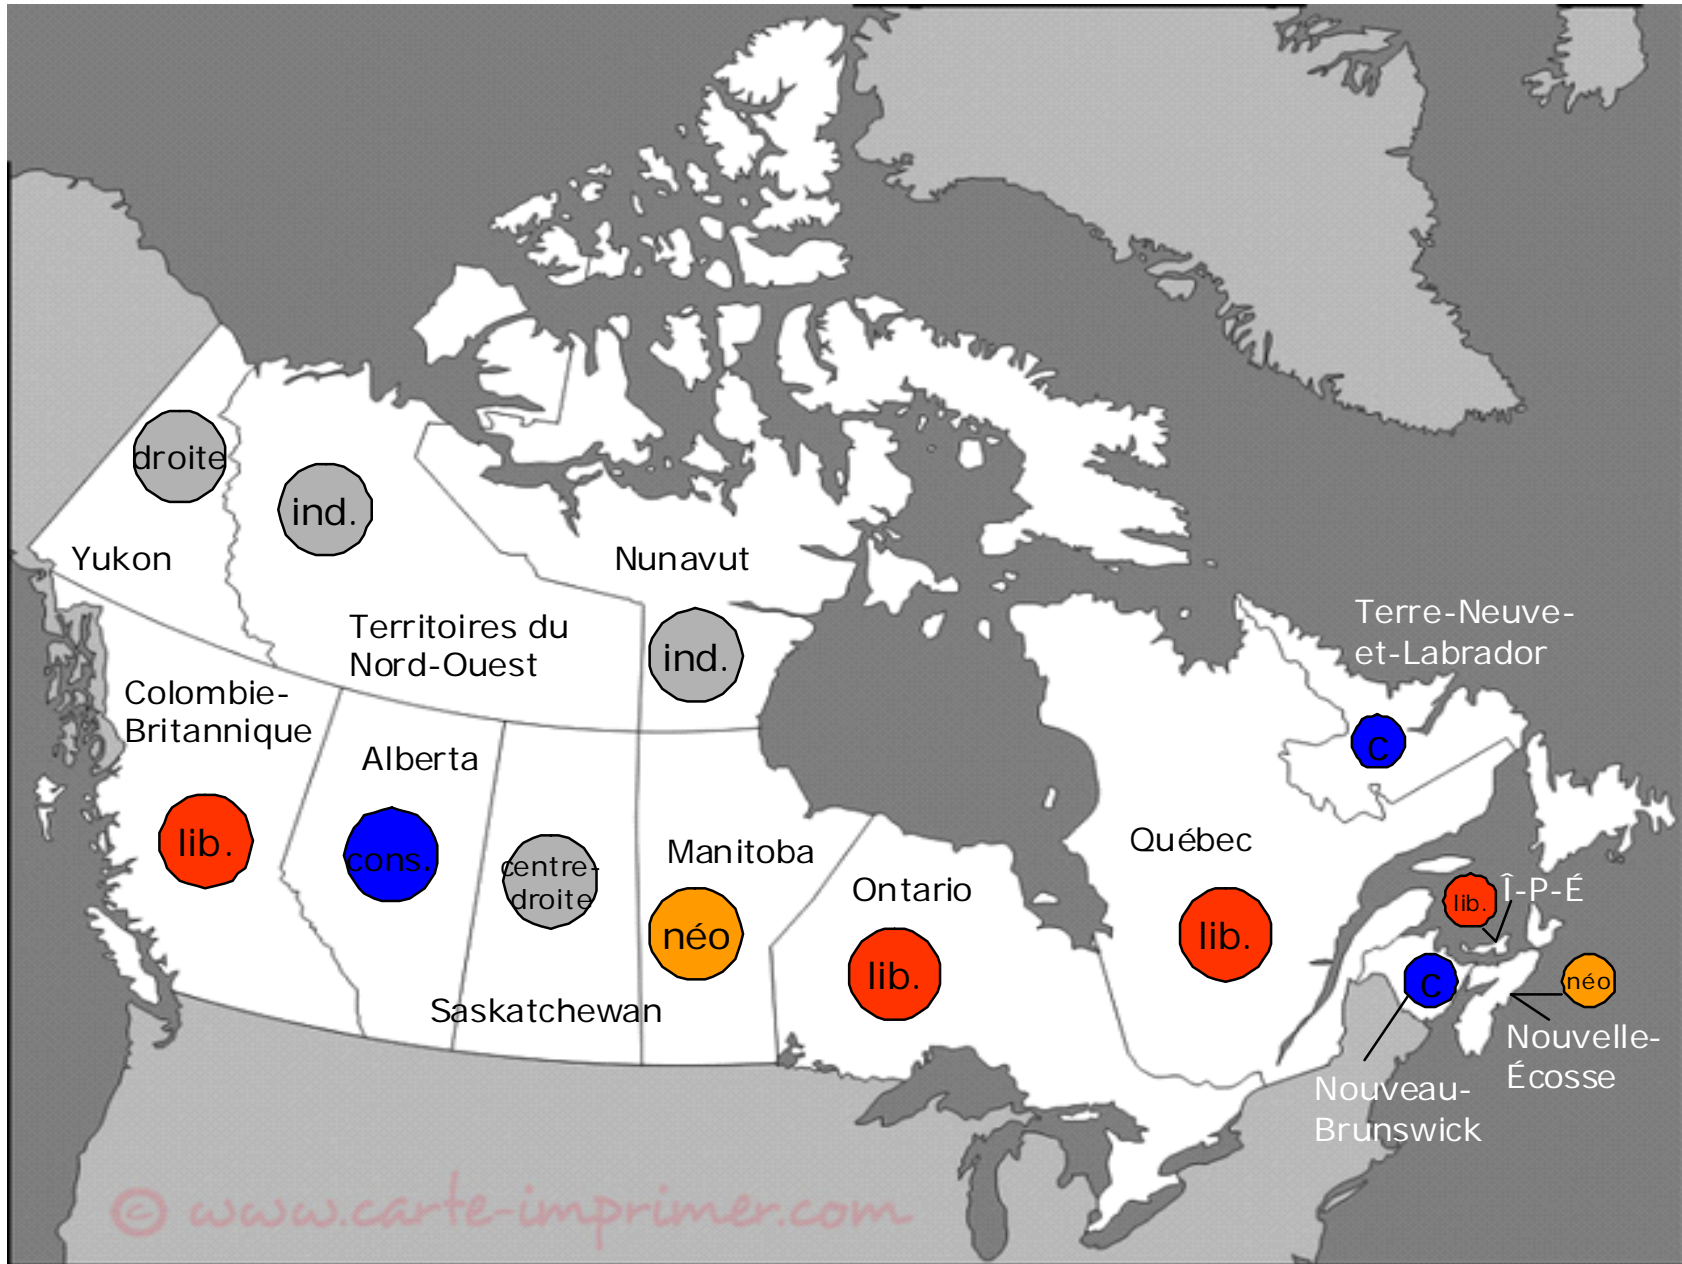 droite
ind.
Yukon
Nunavut
Territoires du
Nord-Ouest
ind.
Terre-Neuve-
et-Labrador
Colombie-
Britannique
Alberta
c
lib.
cons.
centre-
droite
Manitoba
néo
Saskatchewan
Ontario
lib.
Québec
lib.
lib.
Î-P-É
c
néo
Nouvelle-
Écosse
Nouveau-
Brunswick
© www.carte-imprimer.com